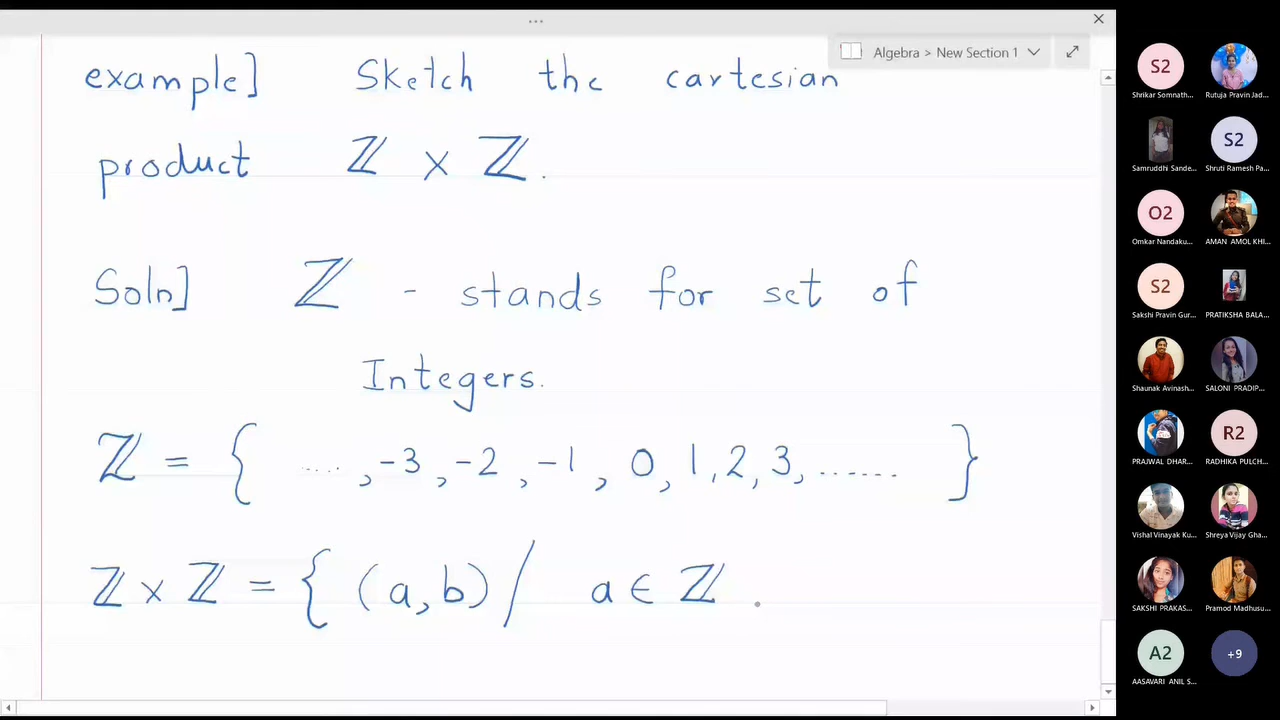 ...
Algebra > New Section 1
example] Sketch the cartesian
product ℤ × ℤ.
Soln] ℤ - stands for set of
Integers.
ℤ = { ...., -3, -2, -1, 0, 1, 2, 3, ...... }
ℤ × ℤ = { (a, b) / a ∈ ℤ .
S2
Shrikar Somnath...
Rutuja Pravin Jad...
Samruddhi Sande...
S2
Shruti Ramesh Pa...
O2
Omkar Nandaku...
AMAN AMOL KHI...
S2
Sakshi Pravin Gur...
PRATIKSHA BALA...
Shaunak Avinash...
SALONI PRADIP...
PRAJWAL DHAR...
R2
RADHIKA PULCH...
Vishal Vinayak Ku...
Shreya Vijay Gha...
SAKSHI PRAKAS...
Pramod Madhusu...
A2
AASAVARI ANIL S...
+9